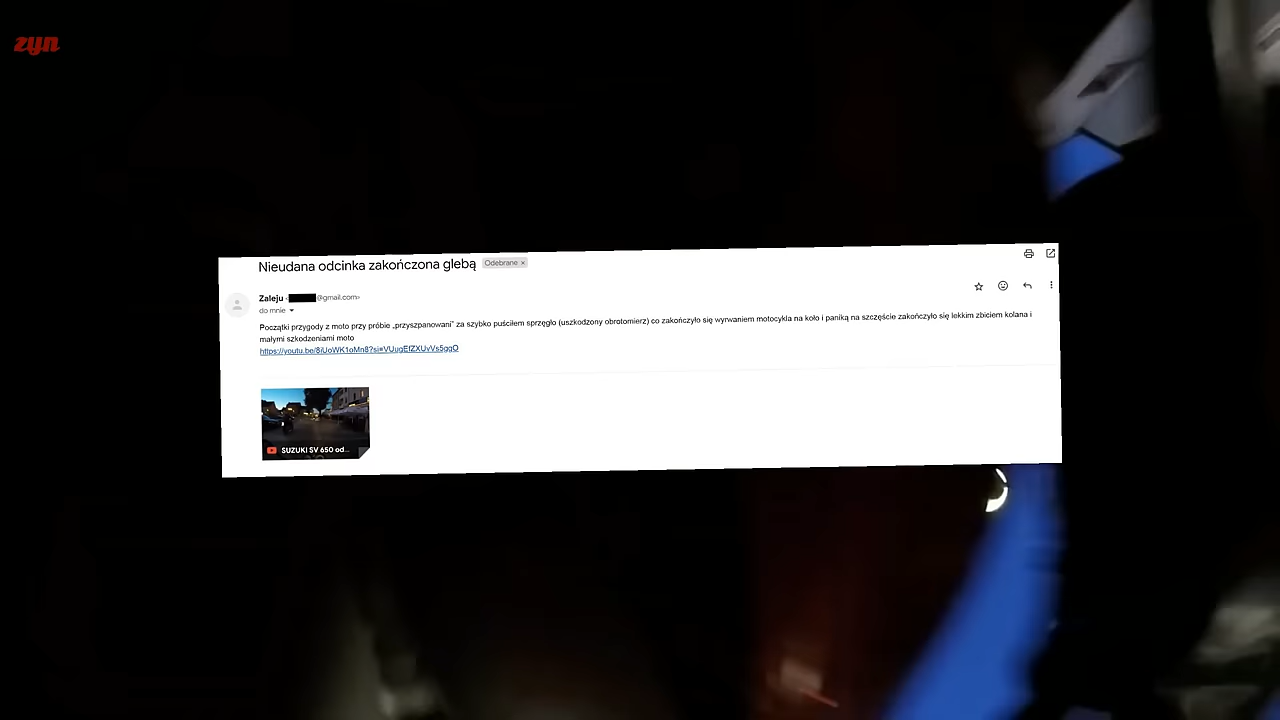 zyn
Nieudana odcinka zakończona glebą Odebrane ×
Zaleju <
@gmail.com>
do mnie
Początki przygody z moto przy próbie „przyszpanowani" za szybko puściłem sprzęgło (uszkodzony obrotomierz) co zakończyło się wyrwaniem motocykla na koło i paniką na szczęście zakończyło się lekkim zbiciem kolana i
małymi szkodzeniami moto
https://youtu.be/8iUoWK1oMn8?si=VUugEfZXUvVs5ggO
SUZUKI SV 650 od...